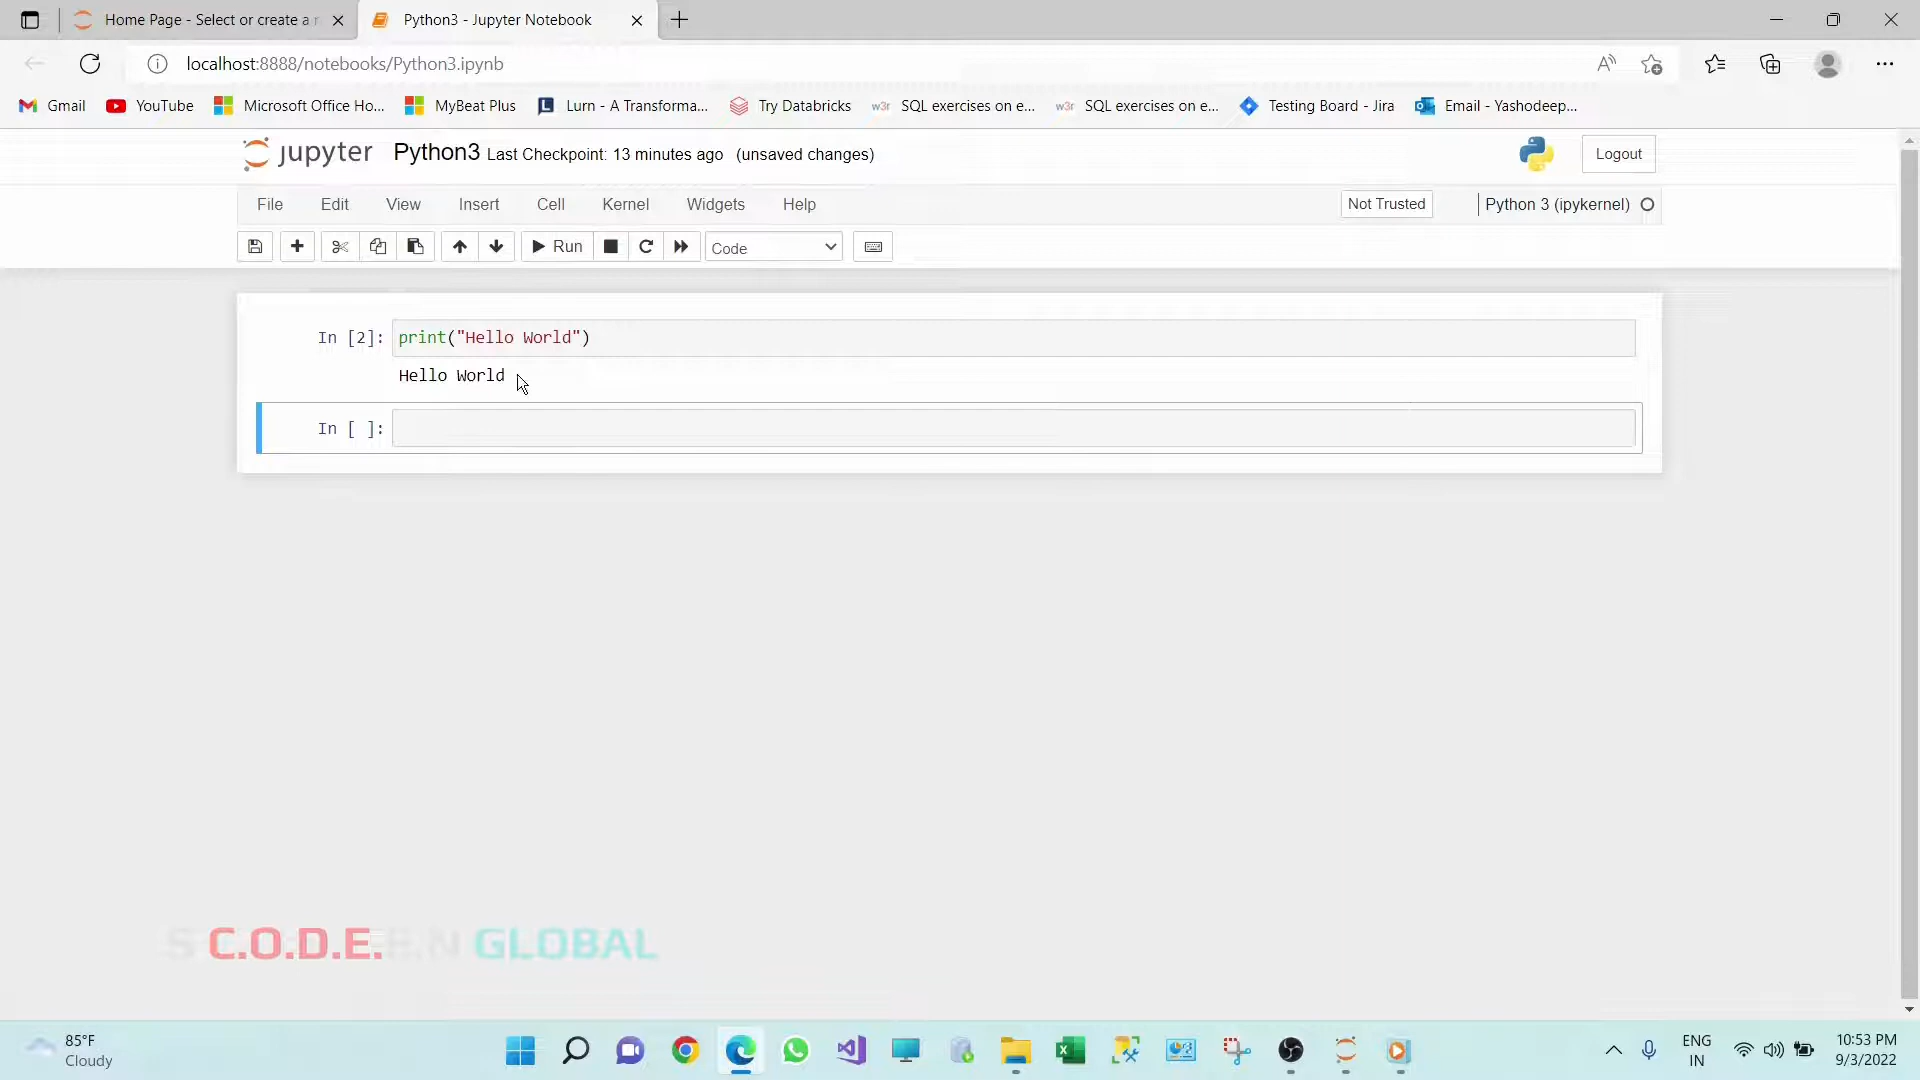 Home Page - Select or create a n
Python3 - Jupyter Notebook
localhost:8888/notebooks/Python3.ipynb
Gmail YouTube Microsoft Office Ho... MyBeat Plus Lurn - A Transforma... Try Databricks w3r SQL exercises on e... w3r SQL exercises on e... Testing Board - Jira Email - Yashodeep...
jupyter Python3 Last Checkpoint: 13 minutes ago (unsaved changes) Logout
File Edit View Insert Cell Kernel Widgets Help Not Trusted Python 3 (ipykernel)
Run Code
In [2]: print("Hello World")
Hello World
In [ ]:
C.O.D.E. GLOBAL
85°F
Cloudy
ENG
IN
10:53 PM
9/3/2022